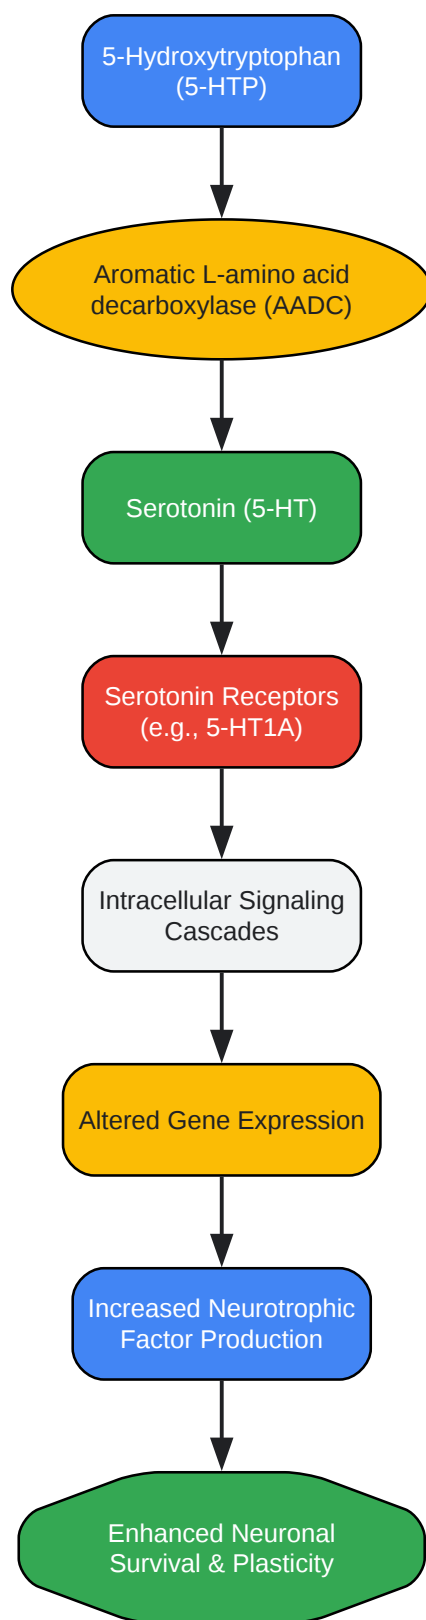 5-Hydroxytryptophan
(5-HTP)
Aromatic L-amino acid
decarboxylase (AADC)
Serotonin (5-HT)
Serotonin Receptors
(e.g., 5-HT1A)
Intracellular Signaling
Cascades
Altered Gene Expression
Increased Neurotrophic
Factor Production
Enhanced Neuronal
Survival & Plasticity